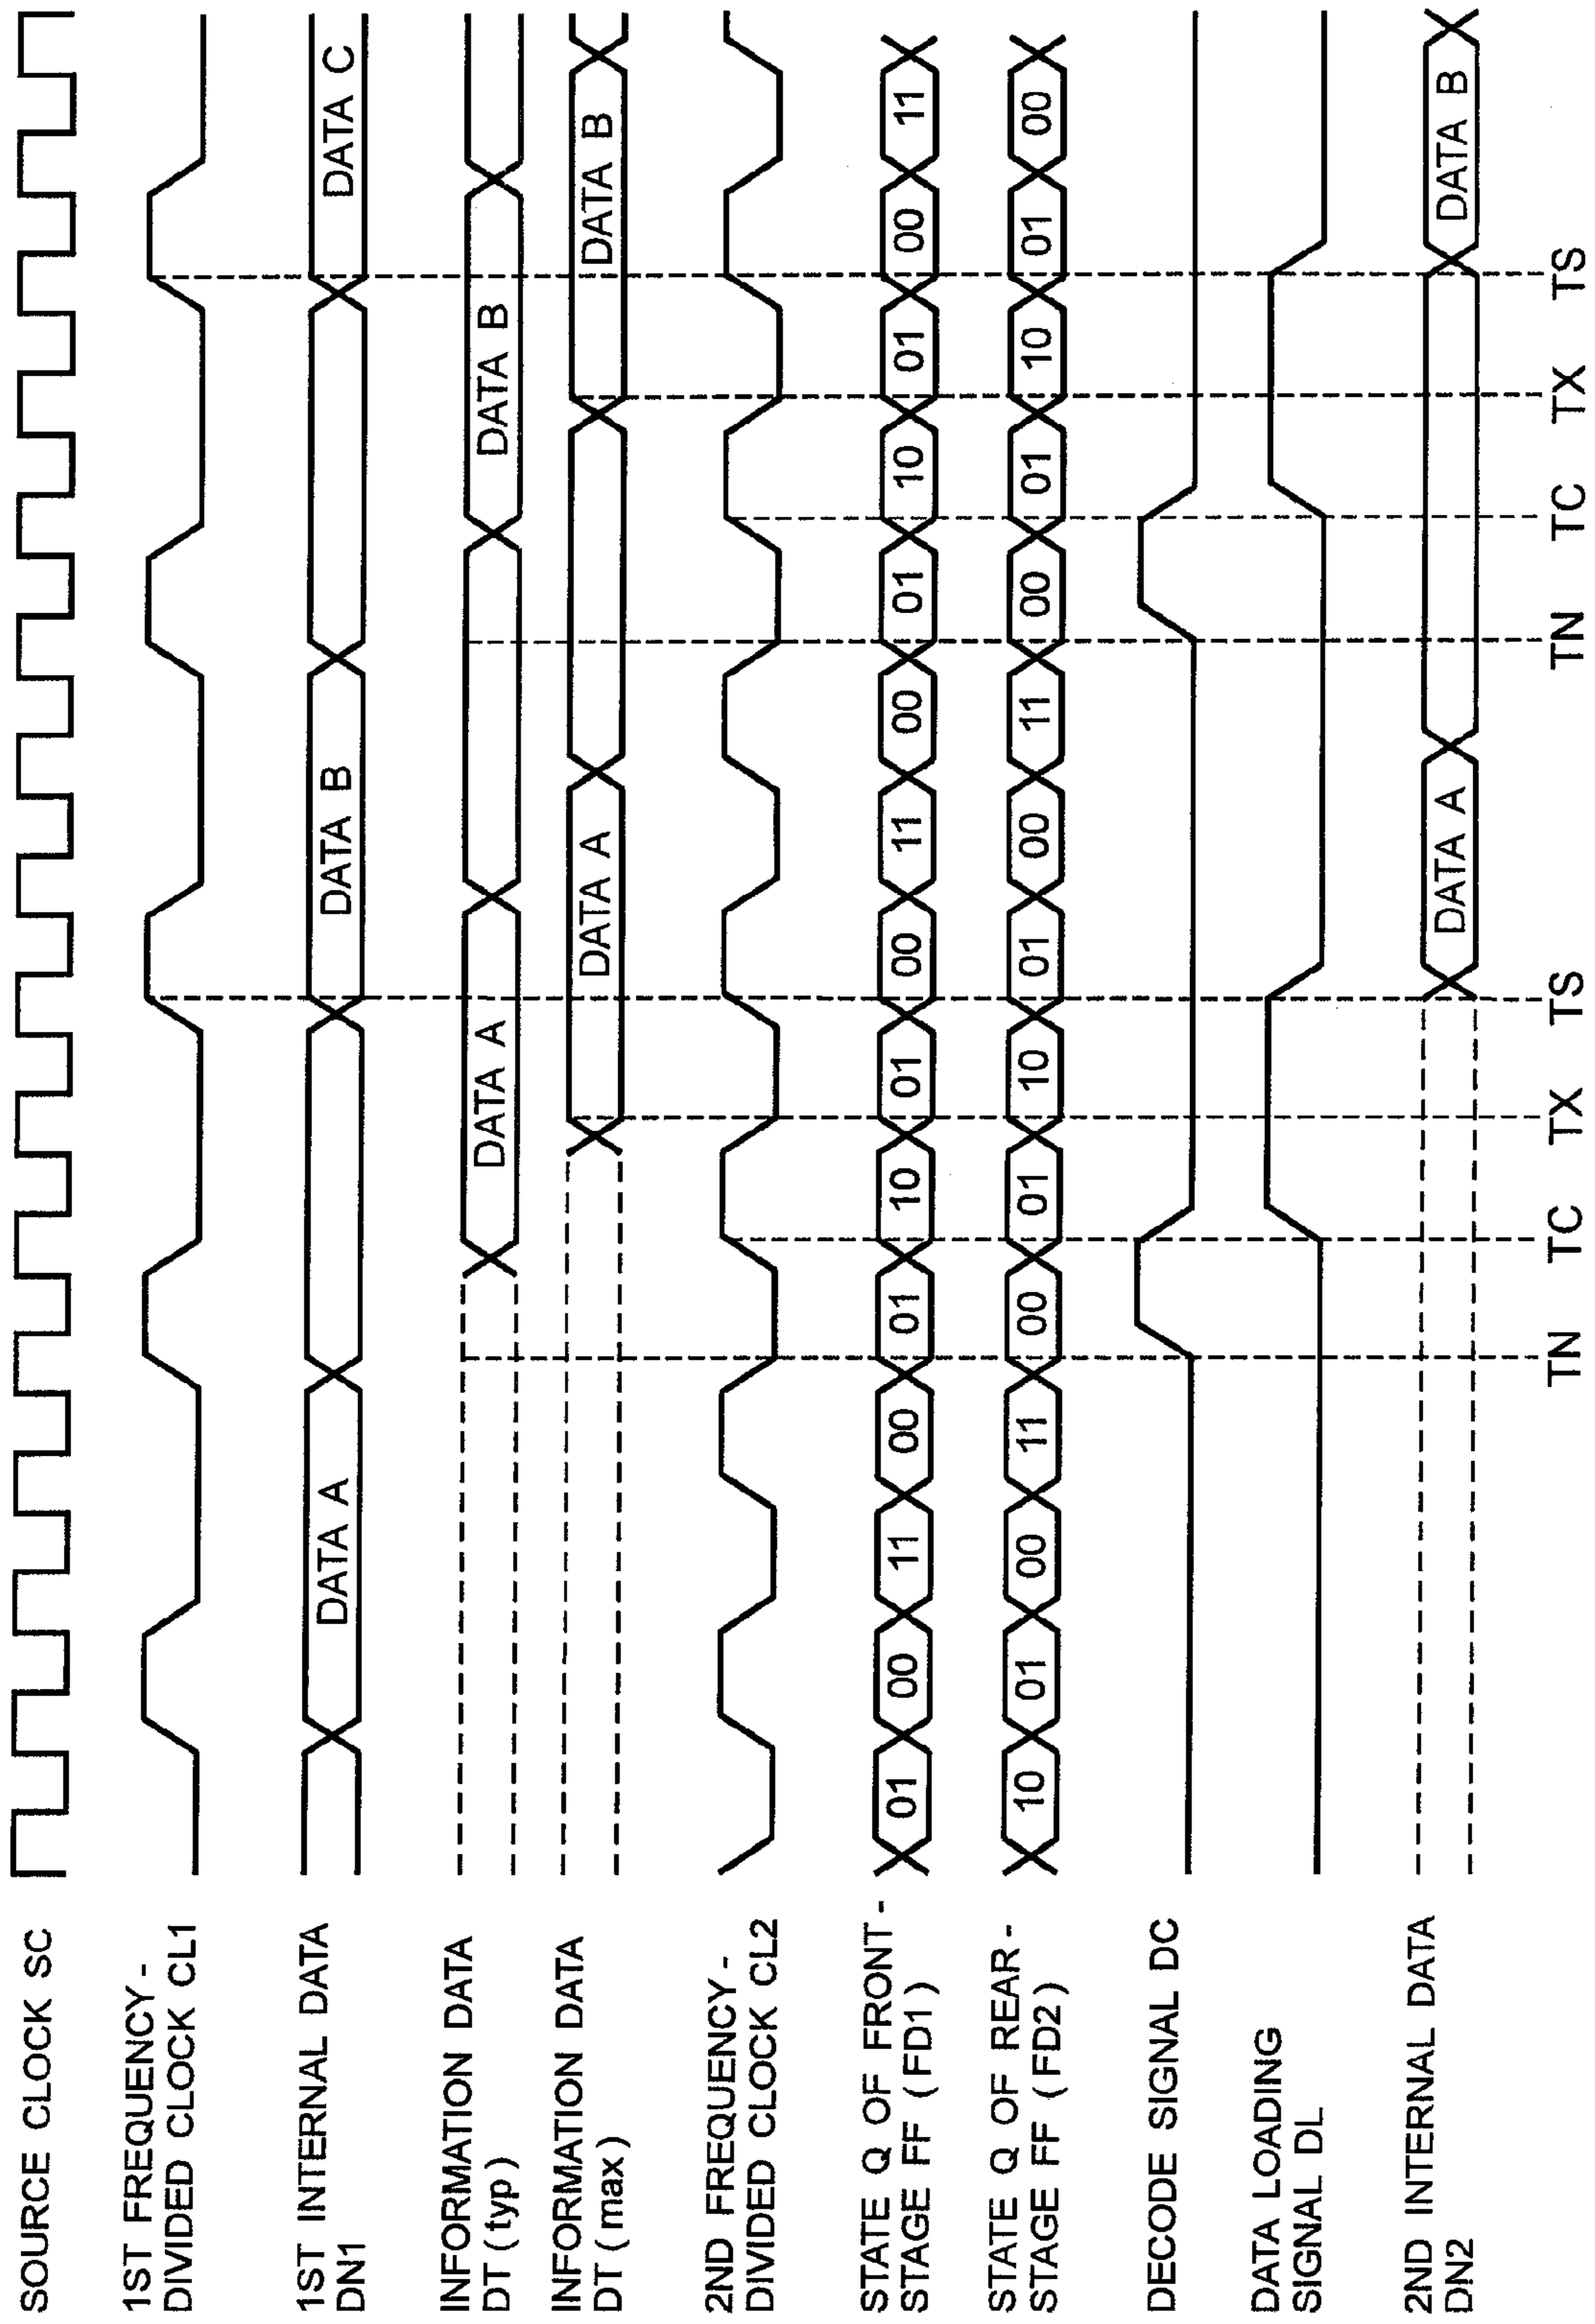 SOURCE CLOCK SC
1ST FREQUENCY-
DIVIDED CLOCK CL1
1ST INTERNAL DATA
DN1
DATA A DATA B DATA C
INFORMATION DATA
DT (typ)
DATA A DATA B
INFORMATION DATA
DT (max)
DATA A DATA B
2ND FREQUENCY-
DIVIDED CLOCK CL2
STATE Q OF FRONT-
STAGE FF (FD1)
01 00 11 00 01 10 01 00 11 00 01 10 01 00 11
STATE Q OF REAR-
STAGE FF (FD2)
10 01 00 11 00 01 10 01 00 11 00 01 10 01 00
DECODE SIGNAL DC
DATA LOADING
SIGNAL DL
2ND INTERNAL DATA
DN2
DATA A DATA B
TN TC TX TS TN TC TX TS